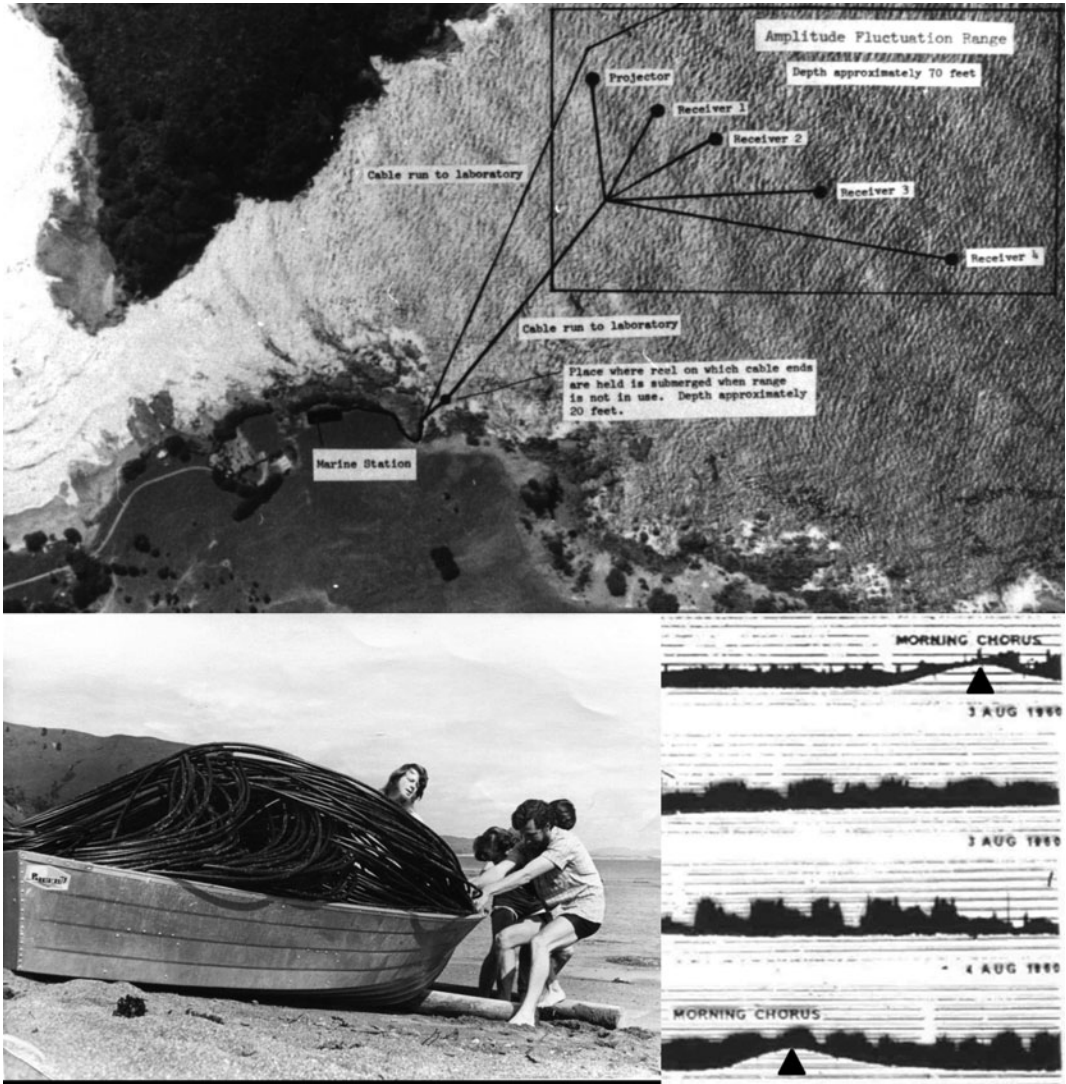 Amplitude Fluctuation Range
Depth approximately 70 feet
Projector
Receiver 1
Receiver 2
Cable run to laboratory
Receiver 3
Receiver 4
Cable run to laboratory
Place where reel on which cable ends
are held is submerged when range
is not in use. Depth approximately
20 feet.
Marine Station
MORNING CHORUS
3 AUG 1960
3 AUG 1960
4 AUG 1960
MORNING CHORUS